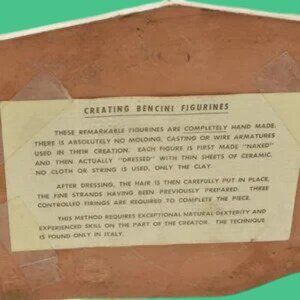 CREATING BENCINI FIGURINES
THESE REMARKABLE FIGURINES ARE COMPLETELY HAND MADE.
THERE IS ABSOLUTELY NO MOLDING, CASTING OR WIRE ARMATURES
USED IN THEIR CREATION. EACH FIGURE IS FIRST MADE "NAKED"
AND THEN ACTUALLY "DRESSED" WITH THIN SHEETS OF CERAMIC.
NO CLOTH OR STRING IS USED, ONLY THE CLAY.
AFTER DRESSING, THE HAIR IS THEN CAREFULLY PUT IN PLACE,
THE FINE STRANDS HAVING BEEN PREVIOUSLY PREPARED. THREE
CONTROLLED FIRINGS ARE REQUIRED TO COMPLETE THE PIECE.
THIS METHOD REQUIRES EXCEPTIONAL NATURAL DEXTERITY AND
EXPERIENCED SKILL ON THE PART OF THE CREATOR. THE TECHNIQUE
IS FOUND ONLY IN ITALY.